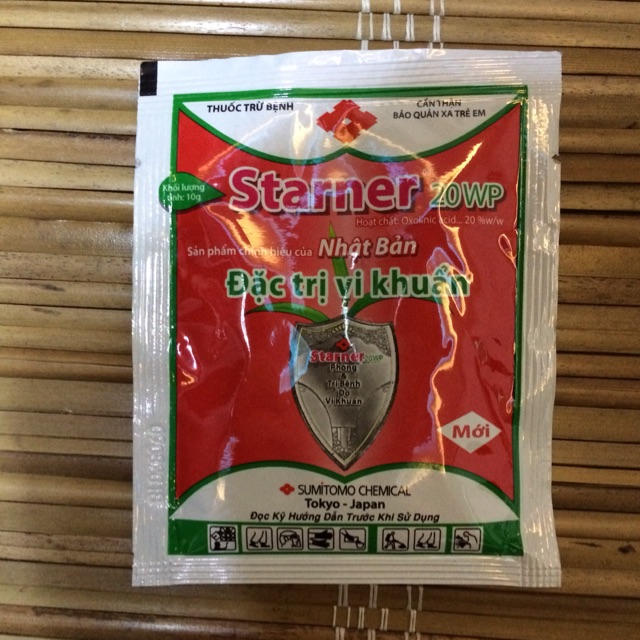 THUỐC TRỪ BỆNH
CẨN THẬN
BẢO QUẢN XA TRẺ EM
Khối lượng
tịnh: 10g
Starner 20WP
Hoạt chất: Oxolinic acid... 20 %w/w
Sản phẩm chính hiệu của Nhật Bản
Đặc trị vi khuẩn
Starner 20WP
Phòng
&
Trị Bệnh
Do
Vi Khuẩn
Mới
SUMITOMO CHEMICAL
Tokyo - Japan
Đọc Kỹ Hướng Dẫn Trước Khi Sử Dụng